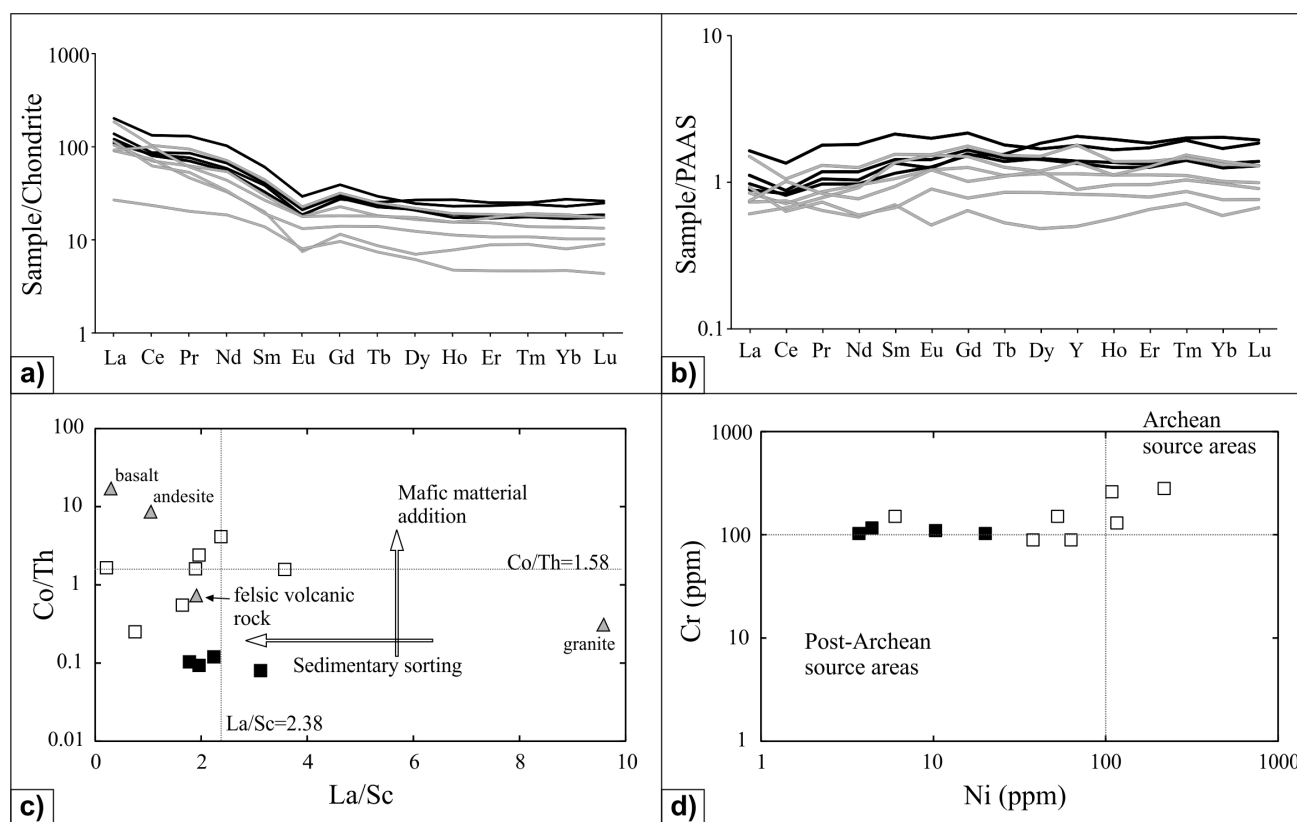 1000
100
10
1
Sample/Chondrite
La Ce Pr Nd Sm Eu Gd Tb Dy Ho Er Tm Yb Lu
a)
10
1
0.1
Sample/PAAS
La Ce Pr Nd Sm Eu Gd Tb Dy Y Ho Er Tm Yb Lu
b)
100
10
1
0.1
0.01
Co/Th
basalt
andesite
Mafic matterial
addition
Co/Th=1.58
felsic volcanic
rock
granite
Sedimentary sorting
La/Sc=2.38
0 2 4 6 8 10
La/Sc
c)
1000
100
10
1
Cr (ppm)
Archean
source areas
Post-Archean
source areas
1 10 100 1000
Ni (ppm)
d)